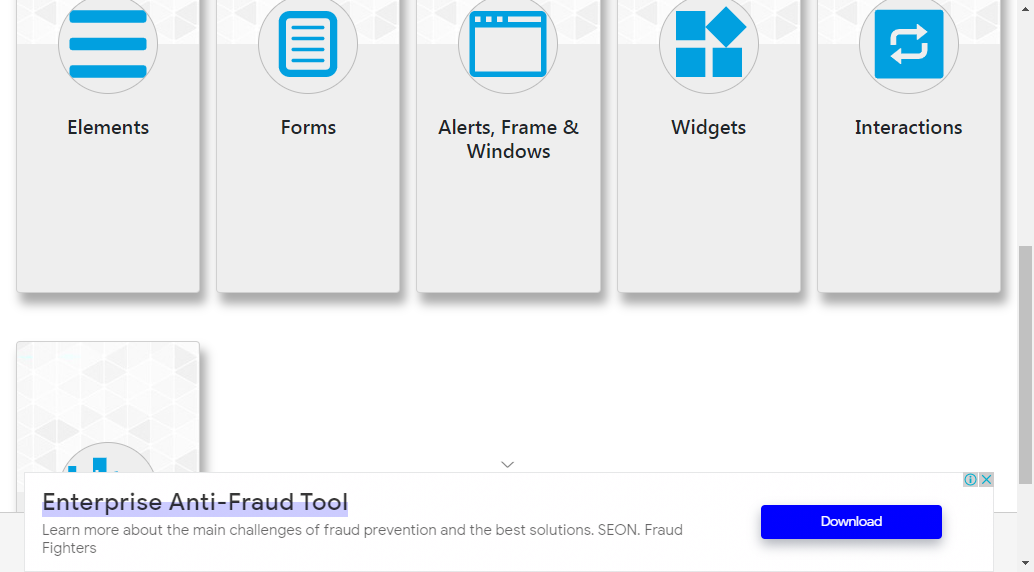 Elements
Forms
Alerts, Frame &
Windows
Widgets
Interactions
Enterprise Anti-Fraud Tool
Learn more about the main challenges of fraud prevention and the best solutions. SEON. Fraud
Fighters
Download